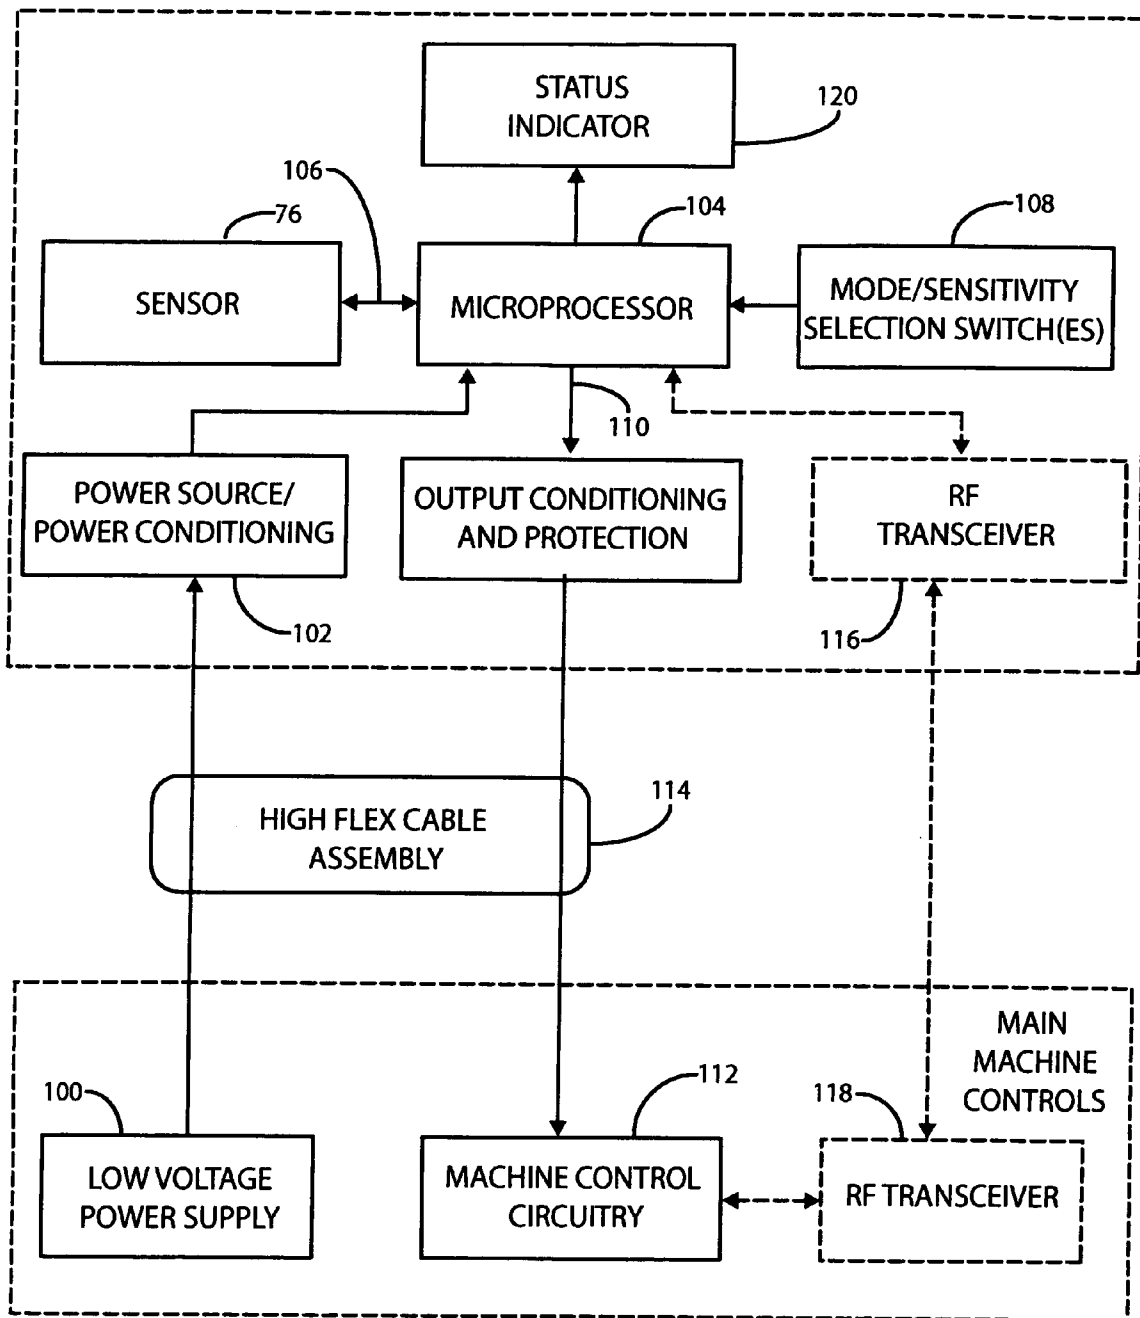 STATUS
INDICATOR
120
106
76
104
108
SENSOR
MICROPROCESSOR
MODE/SENSITIVITY
SELECTION SWITCH(ES)
110
POWER SOURCE/
POWER CONDITIONING
OUTPUT CONDITIONING
AND PROTECTION
RF
TRANSCEIVER
102
116
HIGH FLEX CABLE
ASSEMBLY
114
MAIN
MACHINE
CONTROLS
100
112
118
LOW VOLTAGE
POWER SUPPLY
MACHINE CONTROL
CIRCUITRY
RF TRANSCEIVER